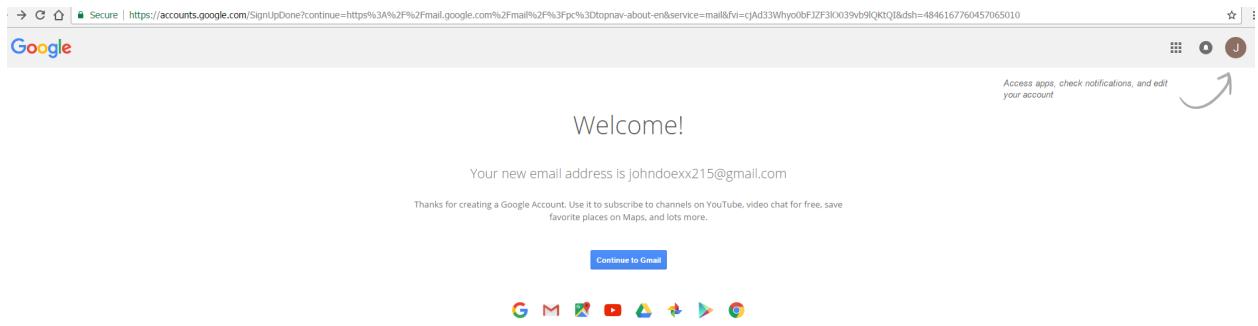 Secure | https://accounts.google.com/SignUpDone?continue=https%3A%2F%2Fmail.google.com%2Fmail%2F%3Fpc%3Dtopnav-about-en&service=mail&fvi=cjAd33Whyo0bFJZF3lO039vb9lQKtQI&dsh=4846167760457065010
Google
J
Access apps, check notifications, and edit
your account
Welcome!
Your new email address is johndoexx215@gmail.com
Thanks for creating a Google Account. Use it to subscribe to channels on YouTube, video chat for free, save
favorite places on Maps, and lots more.
Continue to Gmail